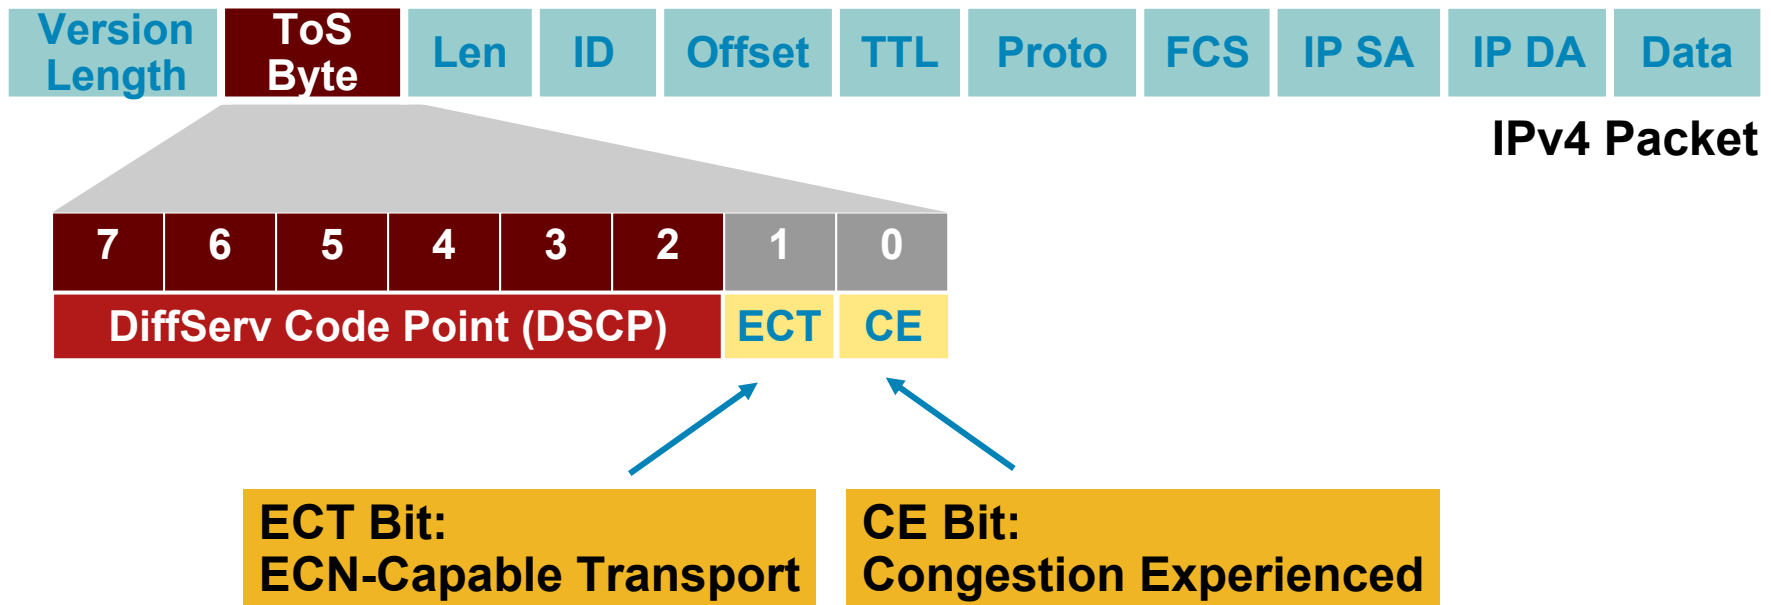 Version Length ToS Byte Len ID Offset TTL Proto FCS IP SA IP DA Data
IPv4 Packet
7 6 5 4 3 2 1 0
DiffServ Code Point (DSCP) ECT CE
ECT Bit:
ECN-Capable Transport
CE Bit:
Congestion Experienced